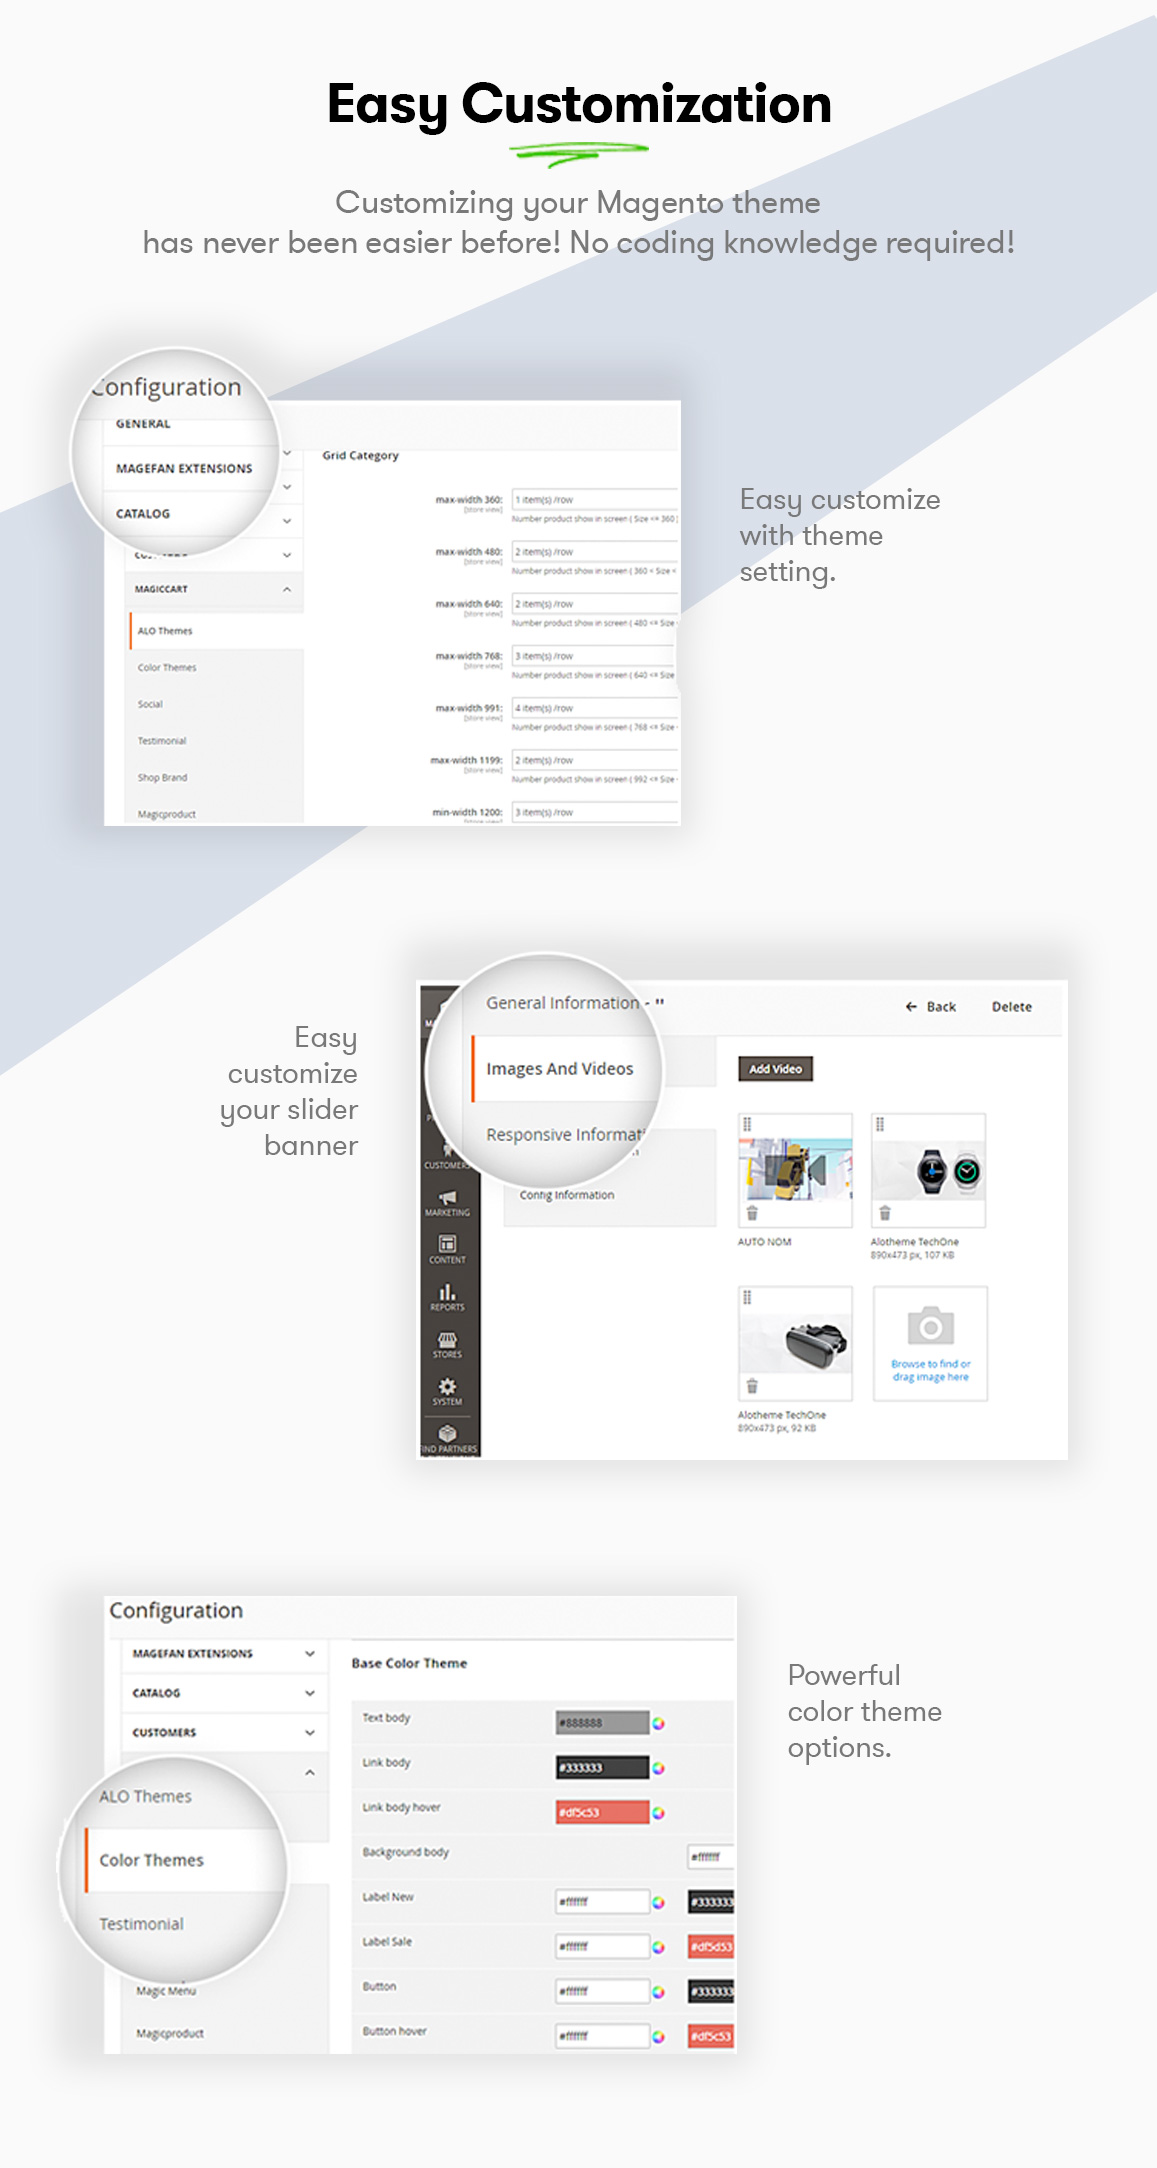 Easy Customization
Customizing your Magento theme
has never been easier before! No coding knowledge required!
Configuration
GENERAL
MAGEFAN EXTENSIONS
CATALOG
MAGICCART
ALO Themes
Color Themes
Social
Testimonial
Shop Brand
Magicproduct
Grid Category
max-width 360:
[store view]
1 item(s) /row
Number product show in screen ( Size <= 360 )
max-width 480:
[store view]
2 item(s) /row
Number product show in screen ( 360 < Size <
max-width 640:
[store view]
2 item(s) /row
Number product show in screen ( 480 <= Size
max-width 768:
[store view]
3 item(s) /row
Number product show in screen ( 640 <= Size
max-width 991:
[store view]
4 item(s) /row
Number product show in screen ( 768 <= Size
max-width 1199:
[store view]
2 item(s) /row
Number product show in screen ( 992 <= Size
min-width 1200:
[store view]
3 item(s) /row
Easy customize
with theme
setting.
Easy
customize
your slider
banner
General Information - "
Images And Videos
Responsive Informati
Config Information
CUSTOMERS
MARKETING
CONTENT
REPORTS
STORES
SYSTEM
FIND PARTNERS
Back
Delete
Add Video
AUTO NOM
Alotheme TechOne
890x473 px, 107 KB
Alotheme TechOne
890x473 px, 92 KB
Browse to find or
drag image here
Configuration
MAGEFAN EXTENSIONS
CATALOG
CUSTOMERS
ALO Themes
Color Themes
Testimonial
Magic Menu
Magicproduct
Base Color Theme
Text body
#888888
Link body
#333333
Link body hover
#df5c53
Background body
#ffffff
Label New
#ffffff
#333333
Label Sale
#ffffff
#df5d53
Button
#ffffff
#333333
Button hover
#ffffff
#df5c53
Powerful
color theme
options.